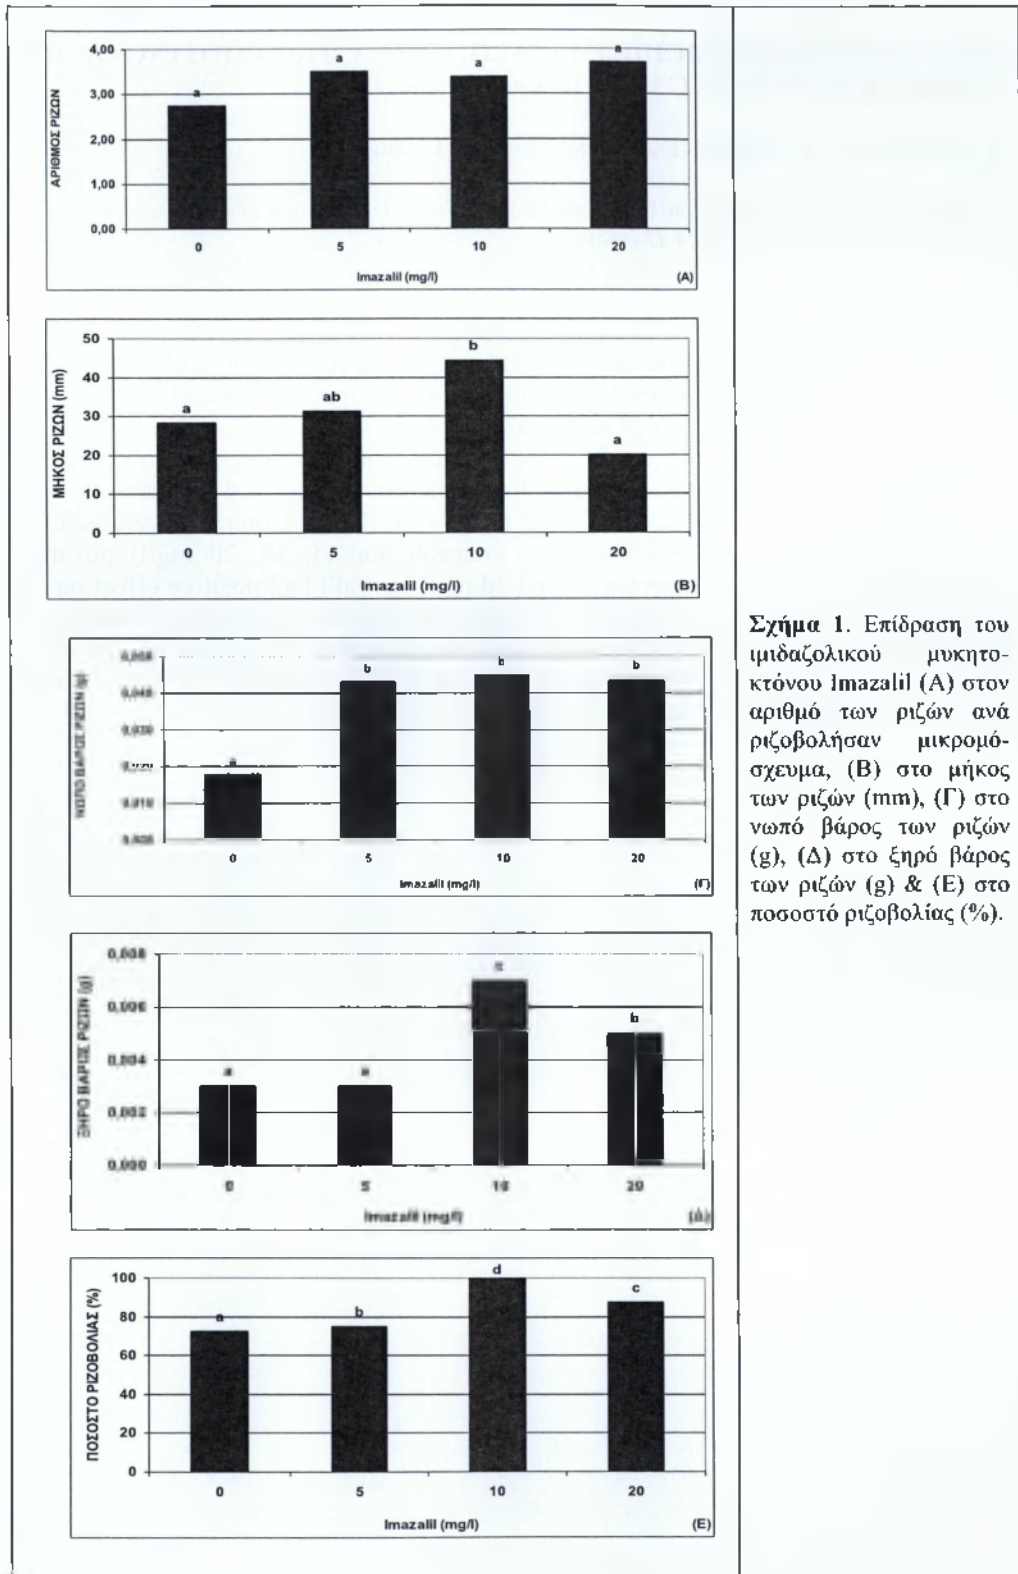 4,00
3,00
2,00
1,00
0,00
ΑΡΙΘΜΟΣ ΡΙΖΩΝ
a a a a
0 5 10 20
Imazalil (mg/l) (A)
50
40
30
20
10
0
ΜΗΚΟΣ ΡΙΖΩΝ (mm)
a ab b a
0 5 10 20
Imazalil (mg/l) (B)
ΝΩΠΟ ΒΑΡΟΣ ΡΙΖΩΝ (g)
b b b
0 5 10 20
Imazalil (mg/l) (Γ)
0,008
0,006
0,004
0,002
0,000
ΞΗΡΟ ΒΑΡΟΣ ΡΙΖΩΝ (g)
a a c b
0 5 10 20
Imazalil (mg/l) (Δ)
100
80
60
40
20
0
ΠΟΣΟΣΤΟ ΡΙΖΟΒΟΛΙΑΣ (%)
a b d c
0 5 10 20
Imazalil (mg/l) (E)
Σχήμα 1. Επίδραση του
ιμιδαζολικού μυκητο-
κτόνου Imazalil (Α) στον
αριθμό των ριζών ανά
ριζοβολήσαν μικρομό-
σχευμα, (Β) στο μήκος
των ριζών (mm), (Γ) στο
νωπό βάρος των ριζών
(g), (Δ) στο ξηρό βάρος
των ριζών (g) & (Ε) στο
ποσοστό ριζοβολίας (%).